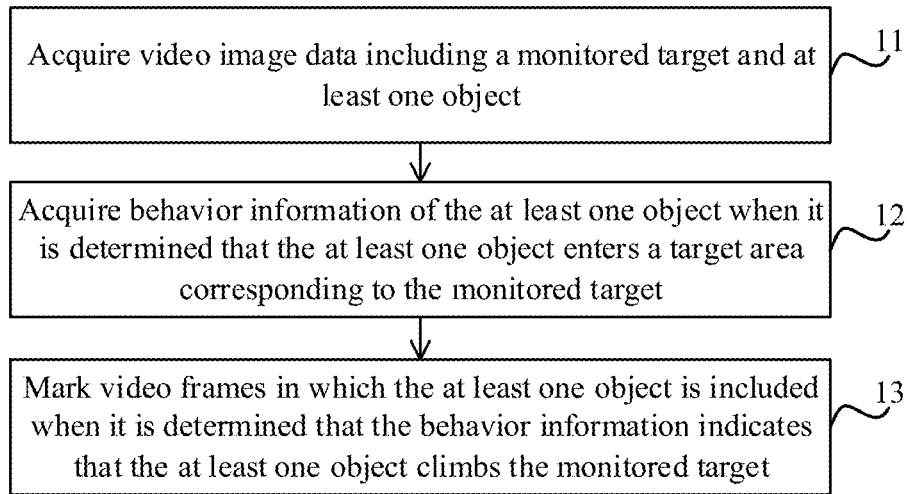 Acquire video image data including a monitored target and at
least one object
11
Acquire behavior information of the at least one object when it
is determined that the at least one object enters a target area
corresponding to the monitored target
12
Mark video frames in which the at least one object is included
when it is determined that the behavior information indicates
that the at least one object climbs the monitored target
13